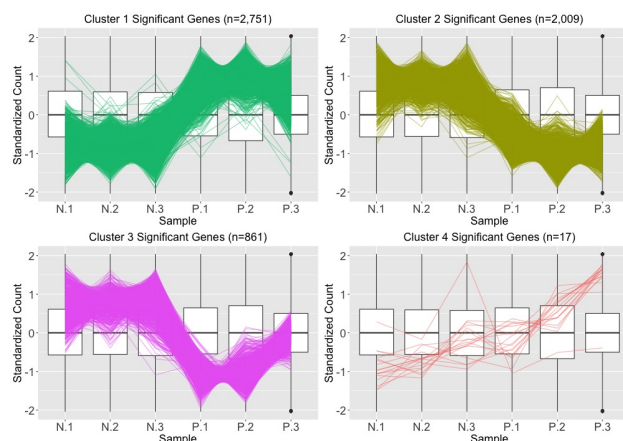 Cluster 1 Significant Genes (n=2,751)
Standardized Count
2
1
0
-1
-2
N.1 N.2 N.3 P.1 P.2 P.3
Sample
Cluster 2 Significant Genes (n=2,009)
Standardized Count
2
1
0
-1
-2
N.1 N.2 N.3 P.1 P.2 P.3
Sample
Cluster 3 Significant Genes (n=861)
Standardized Count
2
1
0
-1
-2
N.1 N.2 N.3 P.1 P.2 P.3
Sample
Cluster 4 Significant Genes (n=17)
Standardized Count
2
1
0
-1
-2
N.1 N.2 N.3 P.1 P.2 P.3
Sample